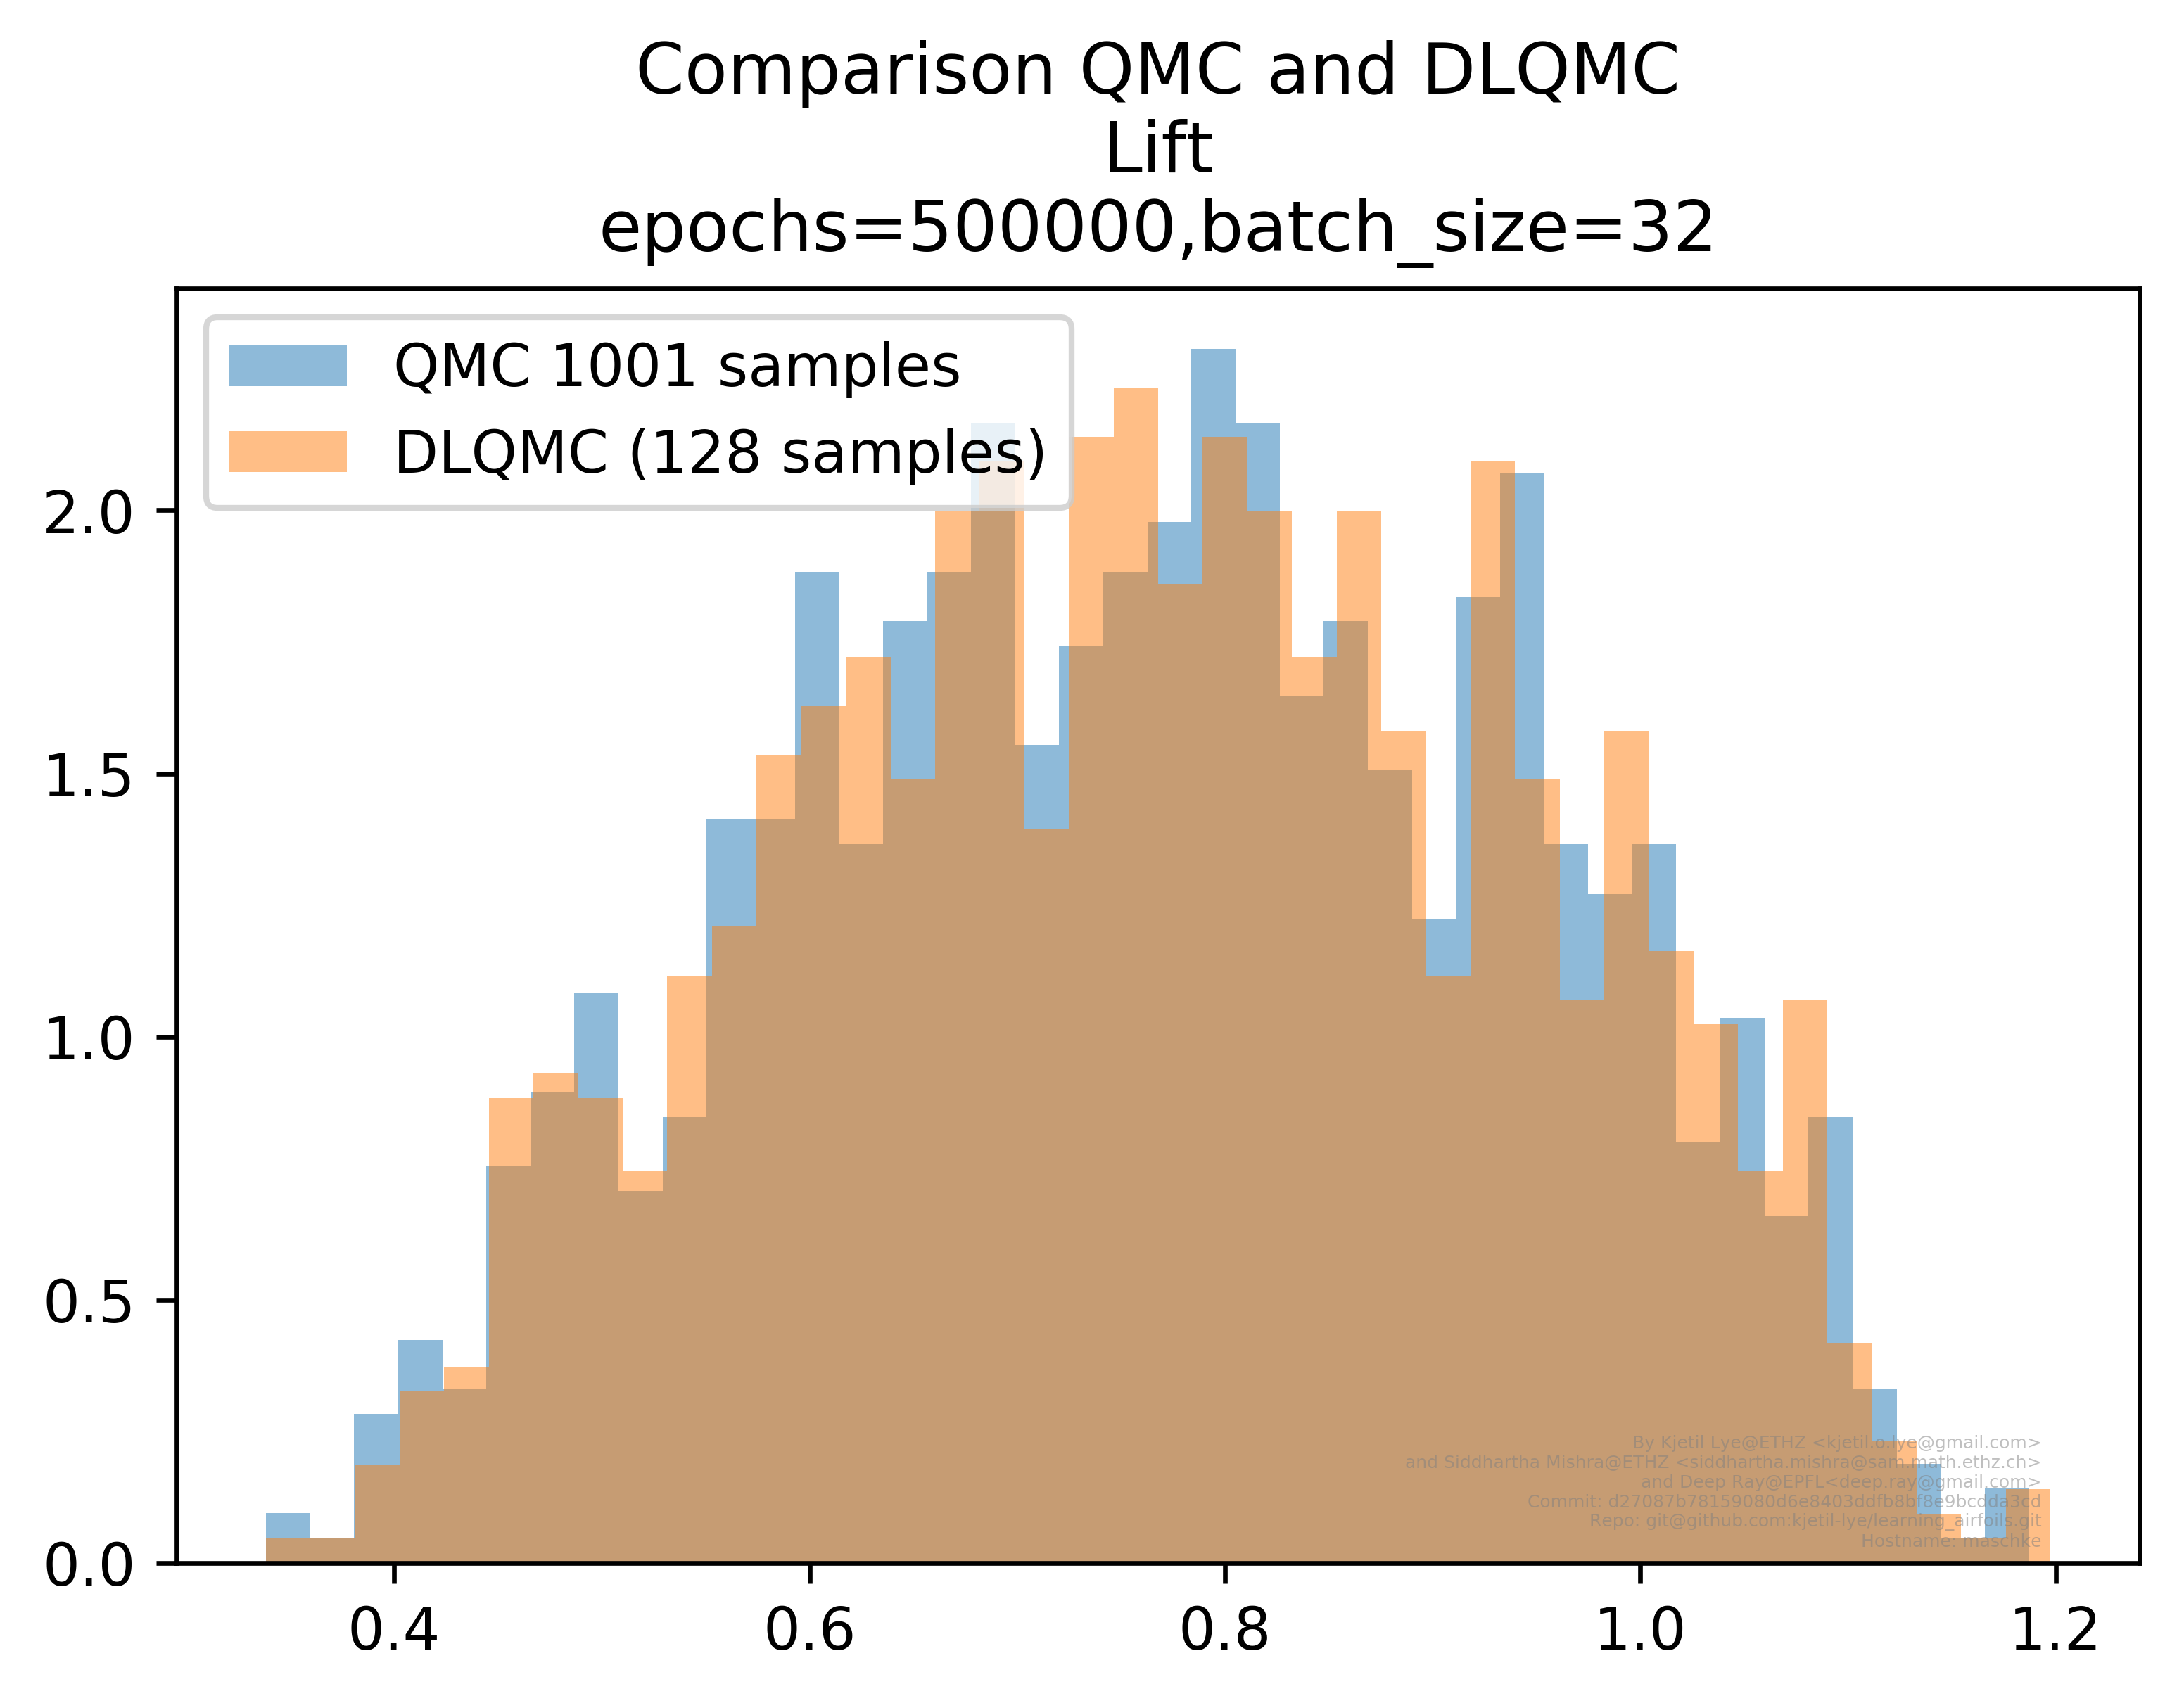 Comparison QMC and DLQMC
Lift
epochs=500000,batch_size=32
QMC 1001 samples
DLQMC (128 samples)
2.0
1.5
1.0
0.5
0.0
By Kjetil Lye@ETHZ <kjetil.o.lye@gmail.com>
and Siddhartha Mishra@ETHZ <siddhartha.mishra@sam.math.ethz.ch>
and Deep Ray@EPFL<deep.ray@gmail.com>
Commit: d27087b78159080d6e8403ddfb8bf8e9bcdda3cd
Repo: git@github.com:kjetil-lye/learning_airfoils.git
Hostname: maschke
0.4 0.6 0.8 1.0 1.2